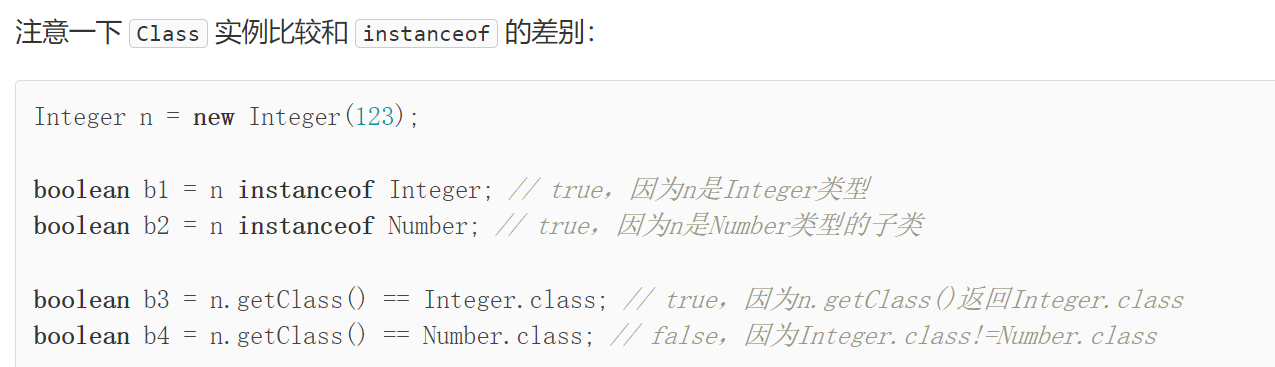 注意一下 Class 实例比较和 instanceof 的差别：
Integer n = new Integer(123);
boolean b1 = n instanceof Integer; // true，因为n是Integer类型
boolean b2 = n instanceof Number; // true，因为n是Number类型的子类
boolean b3 = n.getClass() == Integer.class; // true，因为n.getClass()返回Integer.class
boolean b4 = n.getClass() == Number.class; // false，因为Integer.class!=Number.class